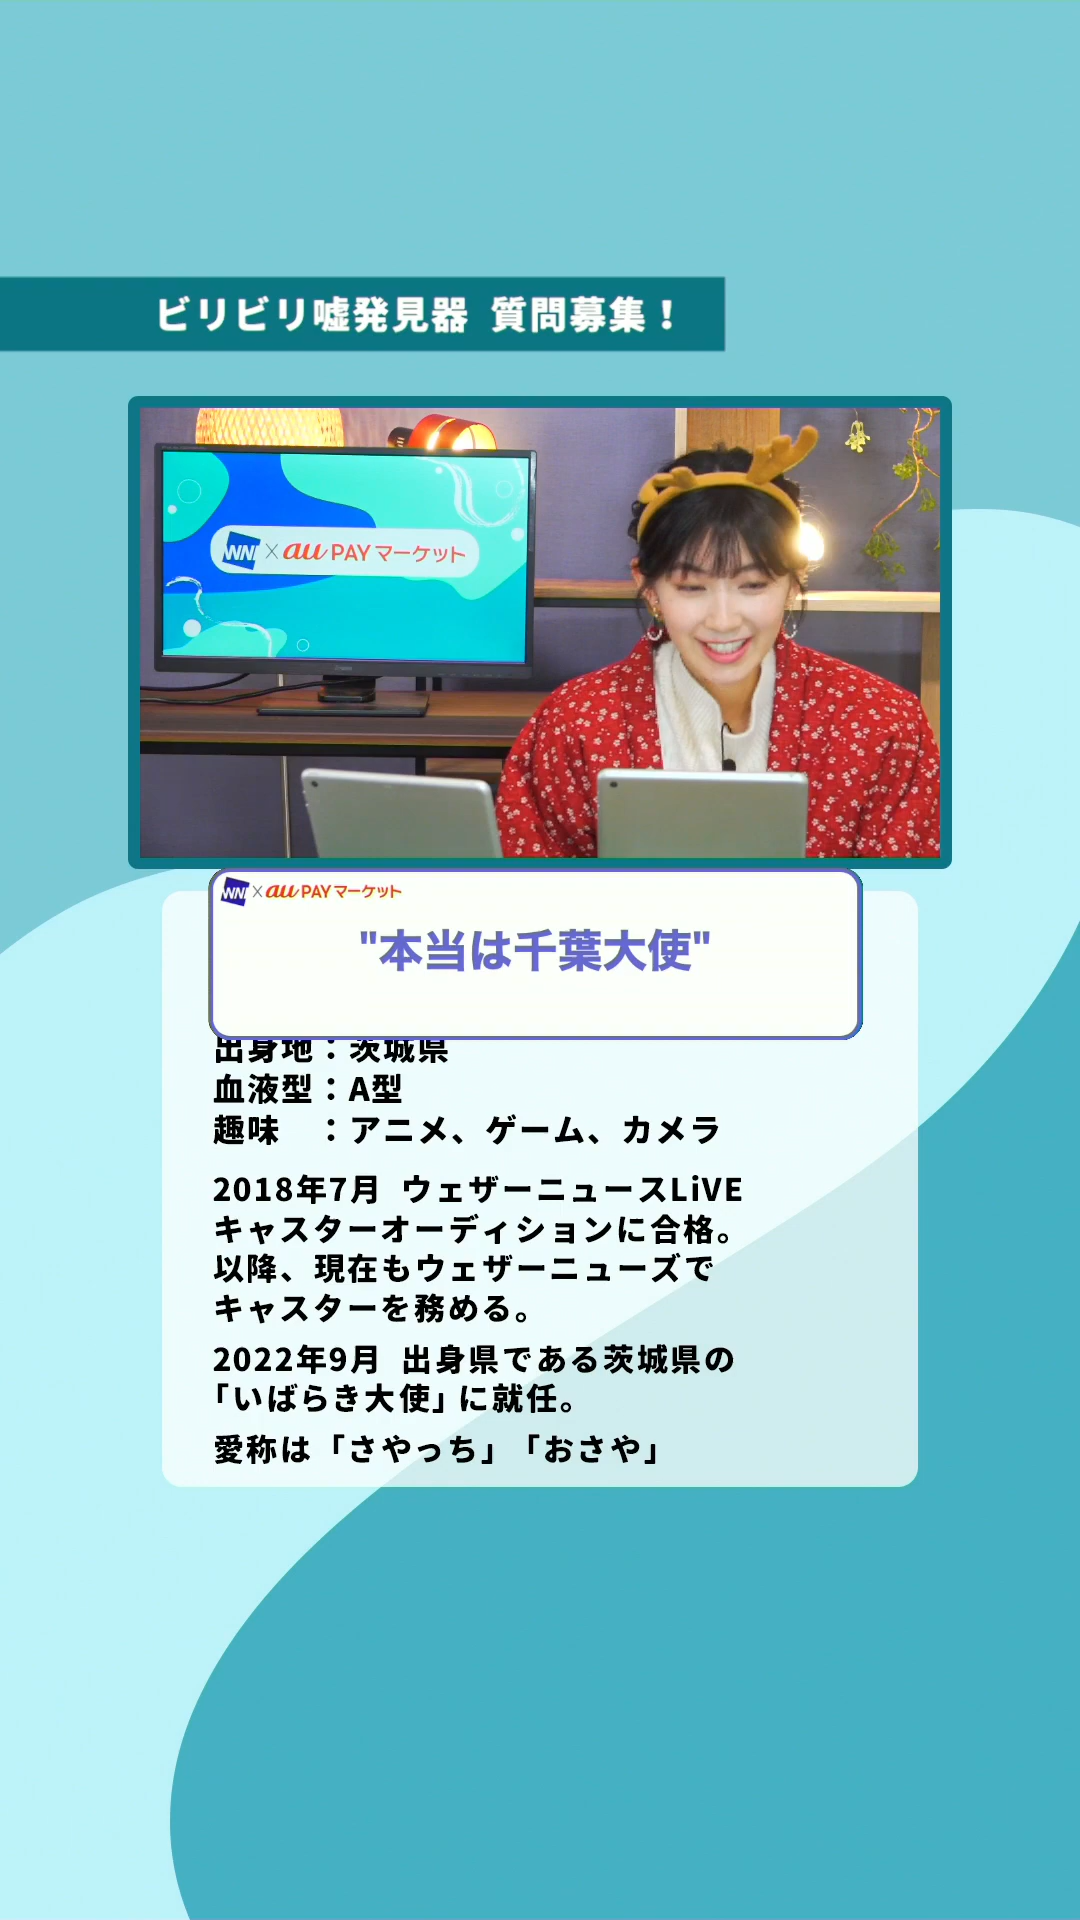 ビリビリ嘘発見器 質問募集！
WNI×au PAY マーケット
WNI×au PAY マーケット
"本当は千葉大使"
出身地：茨城県
血液型：A型
趣味　：アニメ、ゲーム、カメラ
2018年7月 ウェザーニュースLiVE
キャスターオーディションに合格。
以降、現在もウェザーニューズで
キャスターを務める。
2022年9月 出身県である茨城県の
「いばらき大使」に就任。
愛称は「さやっち」「おさや」